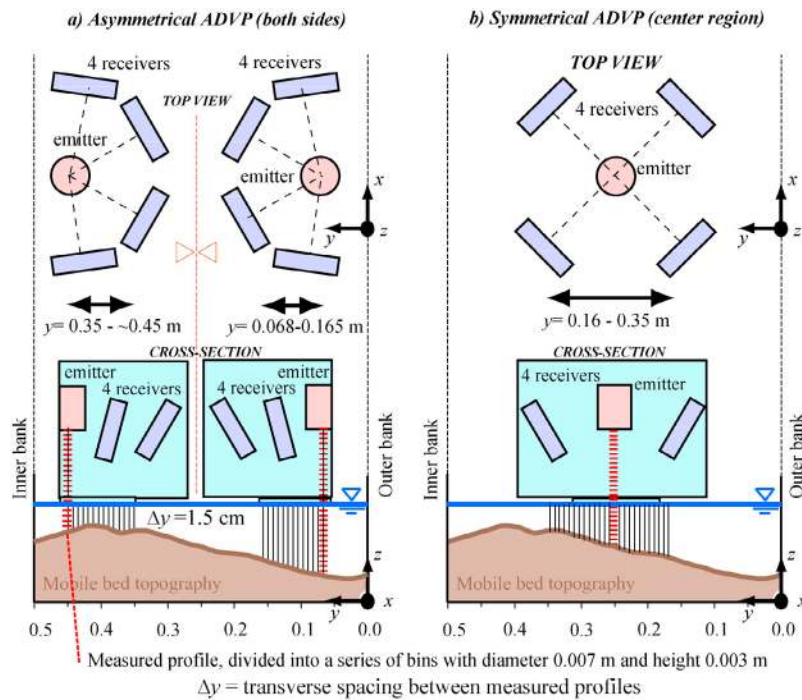 a) Asymmetrical ADVP (both sides)
4 receivers
4 receivers
TOP VIEW
emitter
emitter
x
y
z
y= 0.35 - ~0.45 m
y= 0.068-0.165 m
CROSS-SECTION
emitter
emitter
4 receivers
4 receivers
Inner bank
Outer bank
Δy =1.5 cm
z
Mobile bed topography
y
x
0.5
0.4
0.3
0.2
0.1
0.0
b) Symmetrical ADVP (center region)
TOP VIEW
4 receivers
emitter
x
y
z
y= 0.16 - 0.35 m
CROSS-SECTION
4 receivers
emitter
Inner bank
Outer bank
z
Mobile bed topography
y
x
0.5
0.4
0.3
0.2
0.1
0.0
Measured profile, divided into a series of bins with diameter 0.007 m and height 0.003 m
Δy = transverse spacing between measured profiles